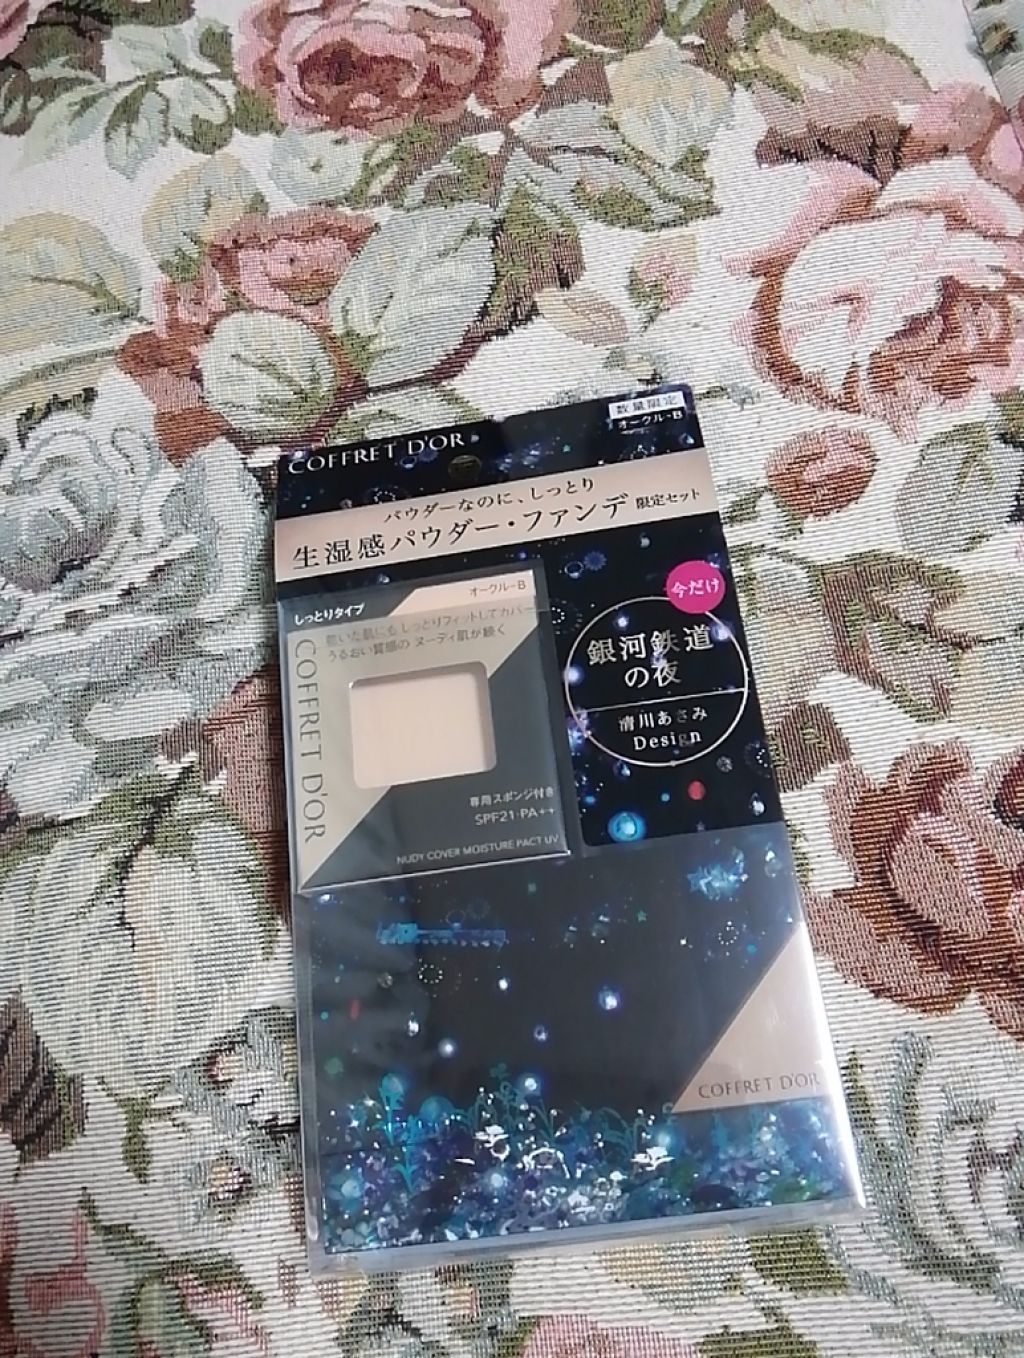 数量限定
オークル-B
COFFRET D'OR
パウダーなのに、しっとり
生湿感パウダー・ファンデ 限定セット
オークル-B
しっとりタイプ
乾いた肌にも しっとりフィットしてカバー
うるおい質感の ヌーディ肌が続く
COFFRET D'OR
専用スポンジ付き
SPF21・PA++
NUDY COVER MOISTURE PACT UV
今だけ
銀河鉄道
の夜
清川あさみ
Design
COFFRET D'OR